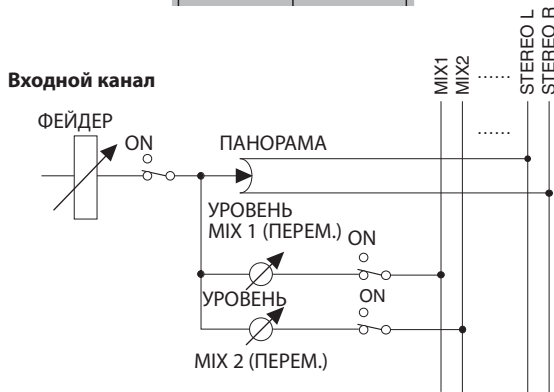 Входной канал
ФЕЙДЕР
ON
ПАНОРАМА
MIX1
MIX2
......
STEREO L
STEREO R
......
УРОВЕНЬ
MIX 1 (ПЕРЕМ.)
ON
УРОВЕНЬ
ON
MIX 2 (ПЕРЕМ.)